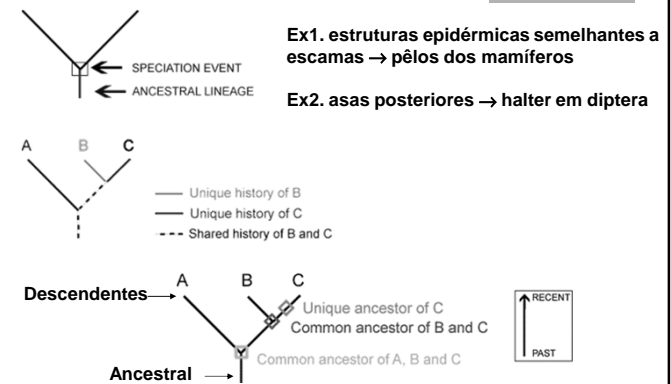 Ex1. estruturas epidérmicas semelhantes a
escamas → pêlos dos mamíferos
SPECIATION EVENT
ANCESTRAL LINEAGE
Ex2. asas posteriores → halter em diptera
A B C
Unique history of B
Unique history of C
Shared history of B and C
A B C
Descendentes
Unique ancestor of C
Common ancestor of B and C
Common ancestor of A, B and C
Ancestral
RECENT
PAST